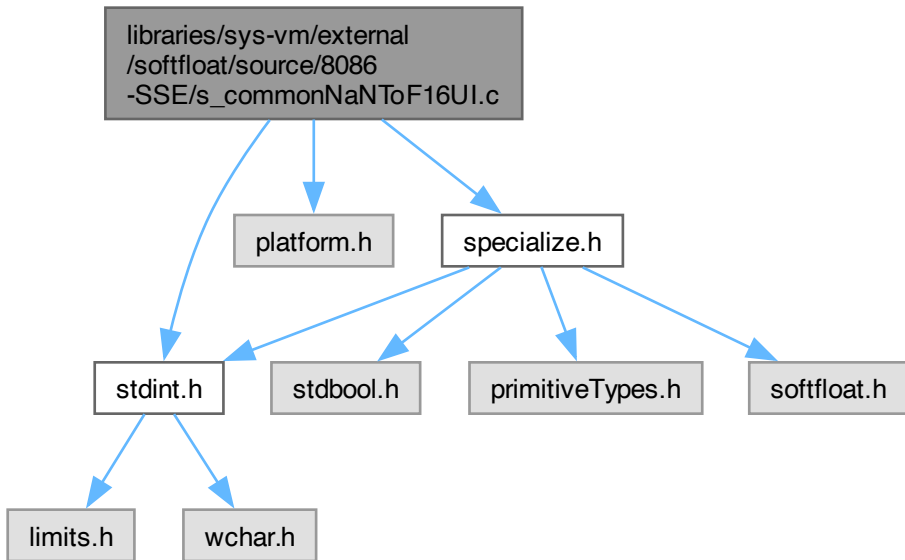 libraries/sys-vm/external
/softfloat/source/8086
-SSE/s_commonNaNToF16UI.c
platform.h
specialize.h
stdint.h
stdbool.h
primitiveTypes.h
softfloat.h
limits.h
wchar.h